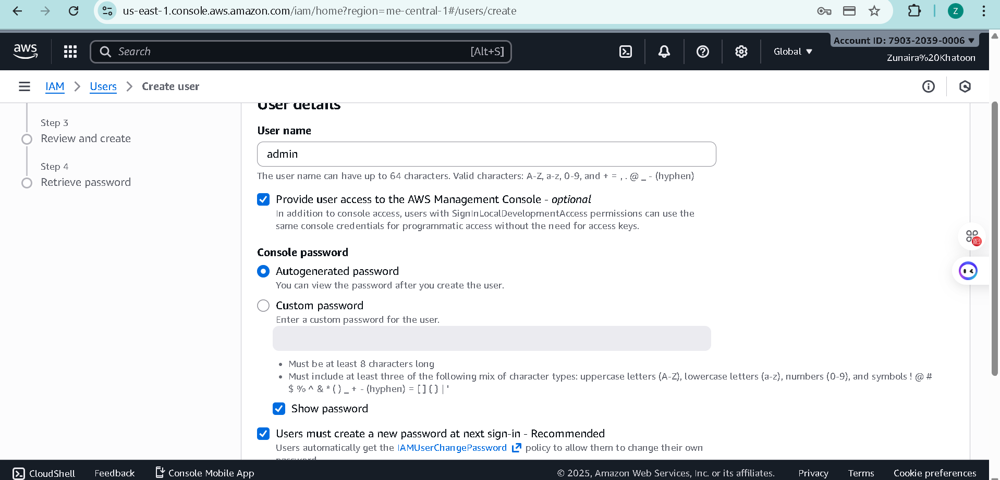 us-east-1.console.aws.amazon.com/iam/home?region=me-central-1#/users/create
Z
aws
Search
[Alt+S]
Global
Account ID: 7903-2039-0006
Zunaira%20Khatoon
IAM
Users
Create user
Step 3
Review and create
Step 4
Retrieve password
User details
User name
admin
The user name can have up to 64 characters. Valid characters: A-Z, a-z, 0-9, and + = , . @ _ - (hyphen)
Provide user access to the AWS Management Console - optional
In addition to console access, users with SignInLocalDevelopmentAccess permissions can use the
same console credentials for programmatic access without the need for access keys.
Console password
Autogenerated password
You can view the password after you create the user.
Custom password
Enter a custom password for the user.
• Must be at least 8 characters long
• Must include at least three of the following mix of character types: uppercase letters (A-Z), lowercase letters (a-z), numbers (0-9), and symbols ! @ #
$ % ^ & * ( ) _ + - (hyphen) = [ ] { } | '
Show password
Users must create a new password at next sign-in - Recommended
Users automatically get the IAMUserChangePassword policy to allow them to change their own
password.
CloudShell
Feedback
Console Mobile App
© 2025, Amazon Web Services, Inc. or its affiliates.
Privacy
Terms
Cookie preferences